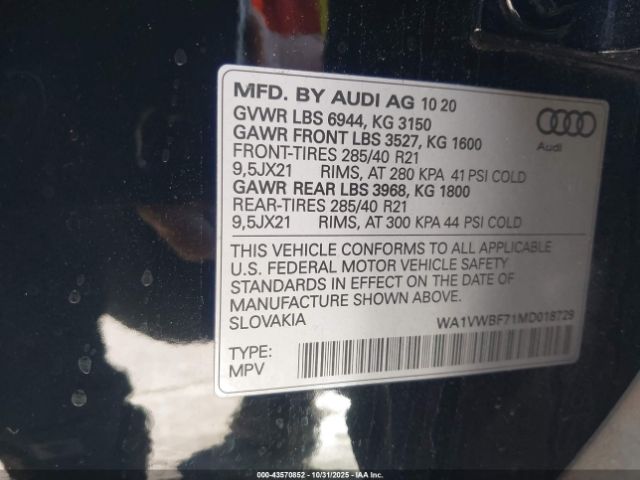 MFD. BY AUDI AG 10 20
GVWR LBS 6944, KG 3150
GAWR FRONT LBS 3527, KG 1600
FRONT-TIRES 285/40 R21
9,5JX21 RIMS, AT 280 KPA 41 PSI COLD
GAWR REAR LBS 3968, KG 1800
REAR-TIRES 285/40 R21
9,5JX21 RIMS, AT 300 KPA 44 PSI COLD
Audi
THIS VEHICLE CONFORMS TO ALL APPLICABLE
U.S. FEDERAL MOTOR VEHICLE SAFETY
STANDARDS IN EFFECT ON THE DATE OF
MANUFACTURE SHOWN ABOVE.
SLOVAKIA
WA1VWBF71MD018729
TYPE:
MPV
000-43570852 - 10/31/2025 - IAA, Inc.